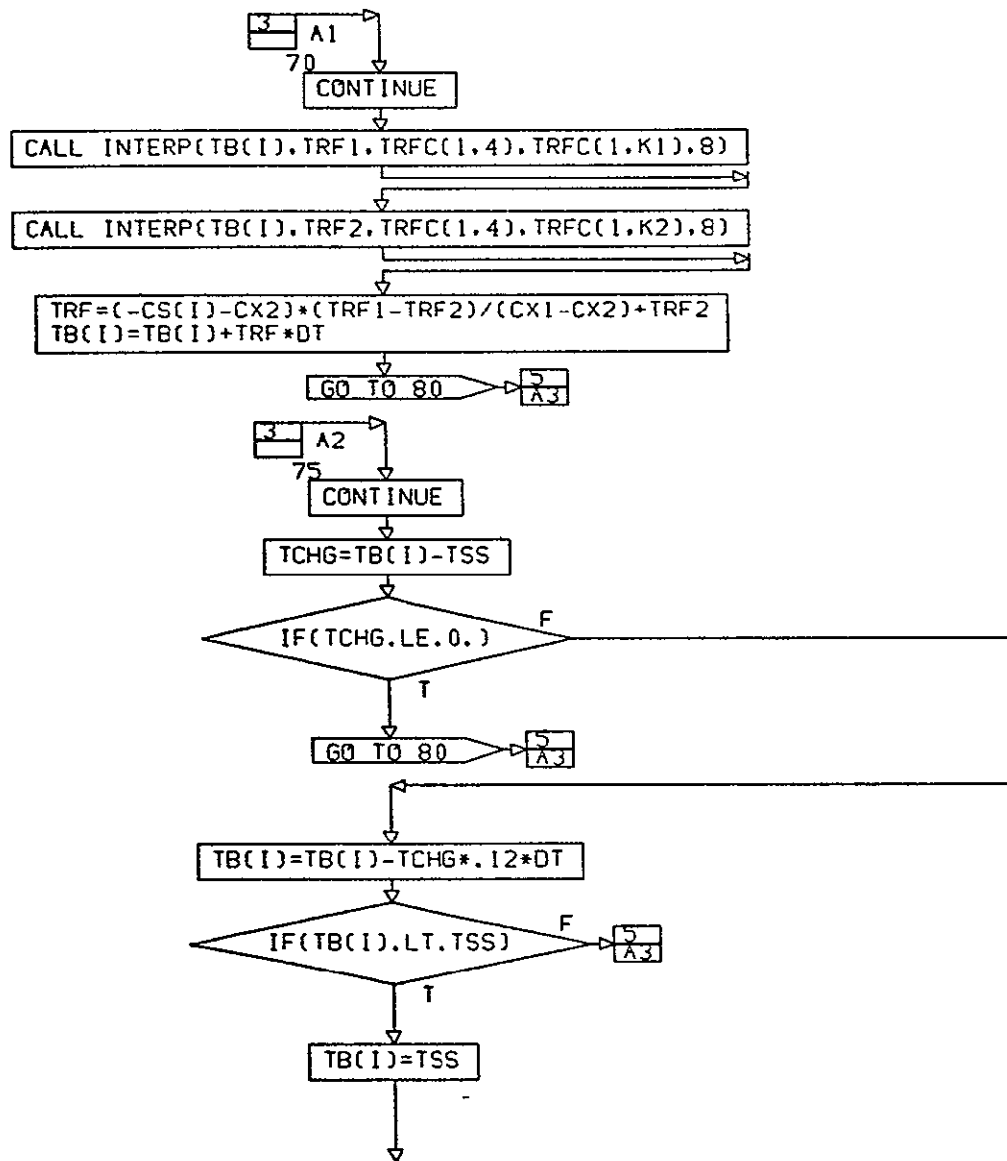 3 A1
70
CONTINUE
CALL INTERP(TB(I).TRF1.TRFC(1.4).TRFC(1.K1).8)
CALL INTERP(TB(I).TRF2.TRFC(1.4).TRFC(1.K2).8)
TRF=(-CS(I)-CX2)*(TRF1-TRF2)/(CX1-CX2)+TRF2
TB(I)=TB(I)+TRF*DT
GO TO 80
5
A3
3 A2
75
CONTINUE
TCHG=TB(I)-TSS
IF(TCHG.LE.0.)
F
T
GO TO 80
5
A3
TB(I)=TB(I)-TCHG*.12*DT
IF(TB(I).LT.TSS)
F
5
A3
T
TB(I)=TSS